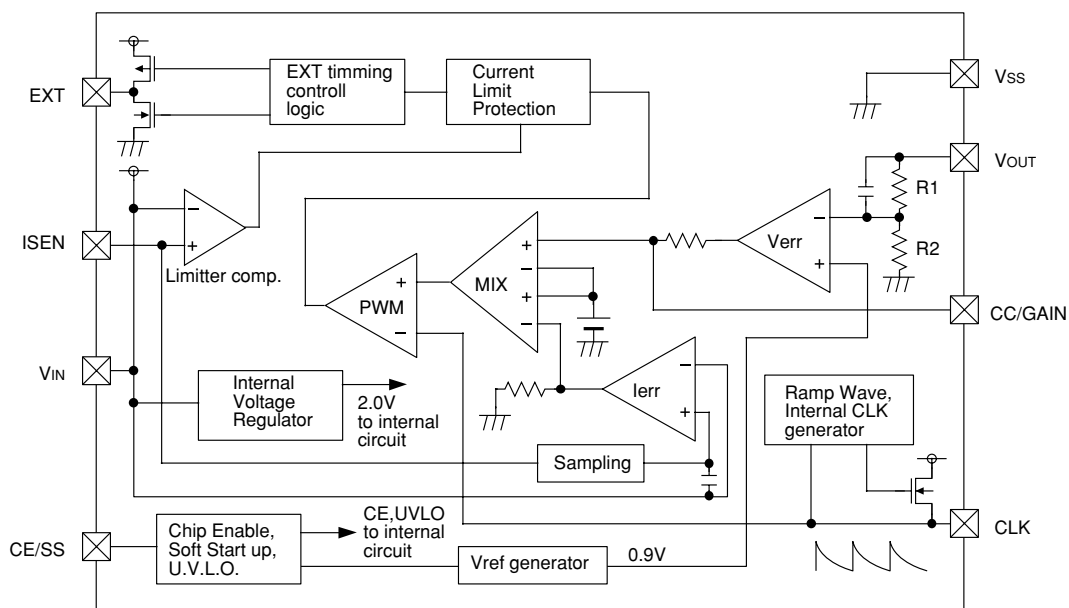 EXT
EXT timming
controll
logic
Current
Limit
Protection
VSS
VOUT
R1
R2
−
+
Verr
ISEN
−
+
Limitter comp.
+
−
+
−
MIX
+
−
PWM
CC/GAIN
VIN
Internal
Voltage
Regulator
2.0V
to internal
circuit
−
+
Ierr
Ramp Wave,
Internal CLK
generator
Sampling
CE/SS
Chip Enable,
Soft Start up,
U.V.L.O.
CE,UVLO
to internal
circuit
Vref generator
0.9V
CLK